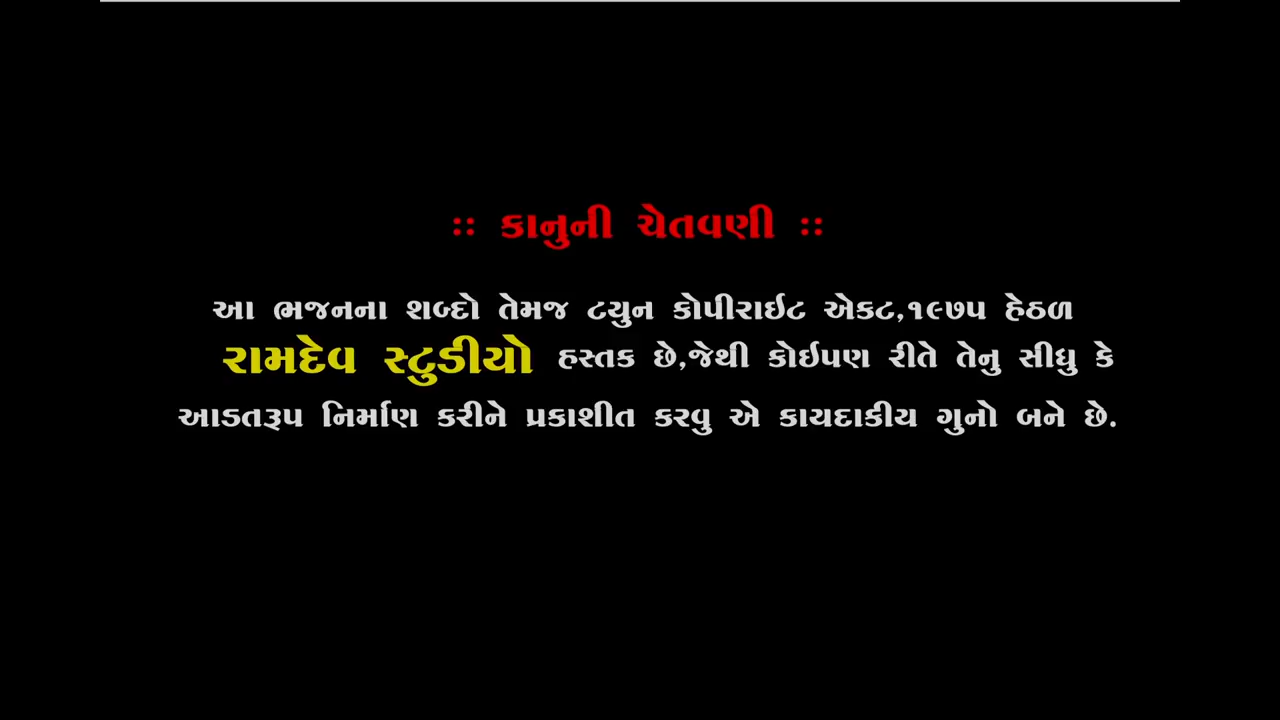 :: કાનુની ચેતવણી ::
આ ભજનના શબ્દો તેમજ ટયુન કોપીરાઈટ એકટ,૧૯૭૫ હેઠળ
રામદેવ સ્ટુડીયો હસ્તક છે,જેથી કોઈપણ રીતે તેનુ સીધુ કે
આડતરૂપ નિર્માણ કરીને પ્રકાશીત કરવુ એ કાયદાકીય ગુનો બને છે.